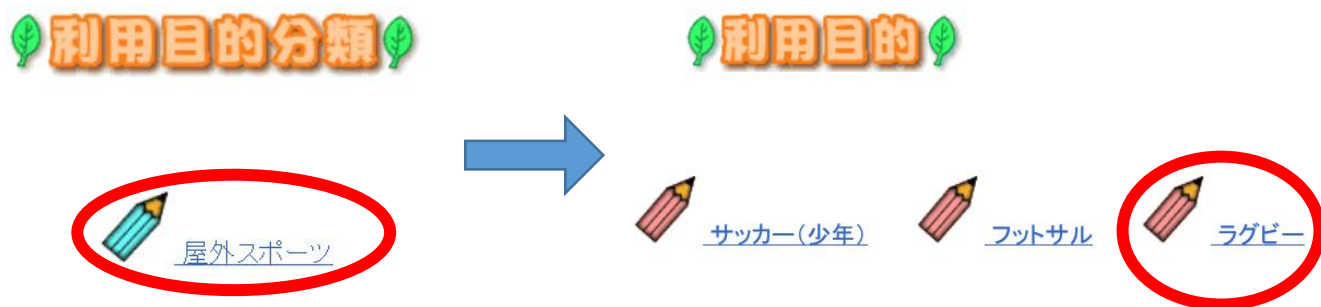 利用目的分類
利用目的
屋外スポーツ
サッカー(少年)
フットサル
ラグビー